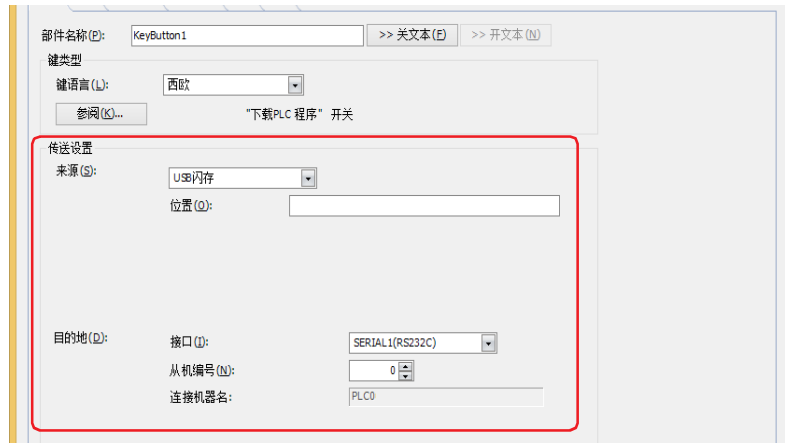 部件名称(P): KeyButton1 >> 关文本(F) >> 开文本(N)
键类型
键语言(L): 西欧
参阅(K)... "下载PLC 程序" 开关
传送设置
来源(S): USB闪存
位置(O):
目的地(D): 接口(I): SERIAL1(RS232C)
从机编号(N): 0
连接机器名: PLC0